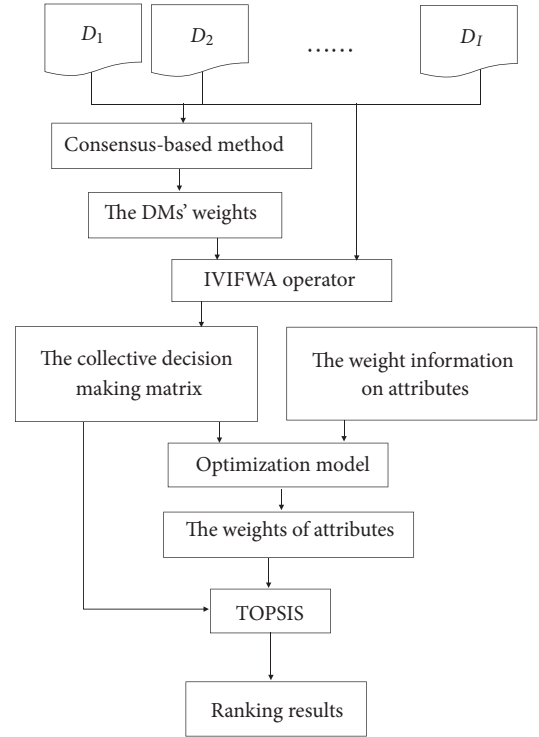 D₁ D₂ ...... D_I
Consensus-based method
The DMs’ weights
IVIFWA operator
The collective decision
making matrix
The weight information
on attributes
Optimization model
The weights of attributes
TOPSIS
Ranking results